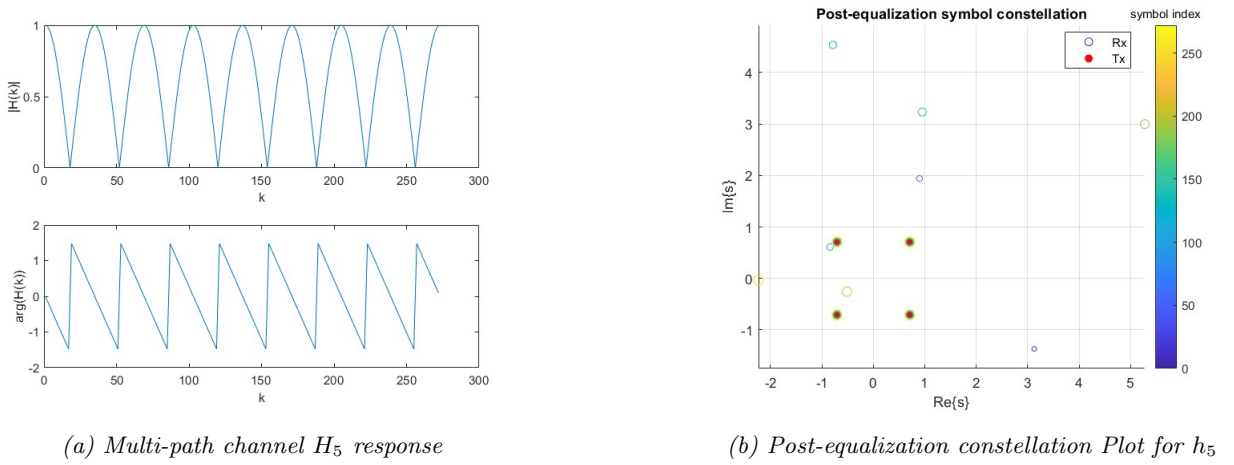 1
0.5
0
|H(k)|
0 50 100 150 200 250 300
k
2
1
0
-1
-2
arg(H(k))
0 50 100 150 200 250 300
k
(a) Multi-path channel H₅ response
Post-equalization symbol constellation
symbol index
Rx
Tx
4
3
2
1
0
-1
Im{s}
-2 -1 0 1 2 3 4 5
Re{s}
250
200
150
100
50
0
(b) Post-equalization constellation Plot for h₅